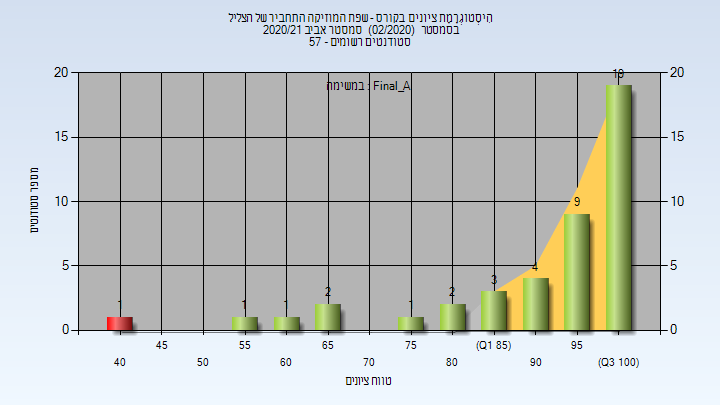 הִיסְטוֹגְרַמַת ציונים בקורס - שפת המוזיקה התחביר של הצליל
בסמסטר (02/2020) סמסטר אביב 2020/21
סטודנטים רשומים - 57
במשימה : Final_A
20 20
15 15
10 10
5 5
0 0
מספר סטודנטים
1 1 1 2 1 2 3 4 9 19
45 55 65 75 (Q1 85) 95
40 50 60 70 80 90 (Q3 100)
טווח ציונים